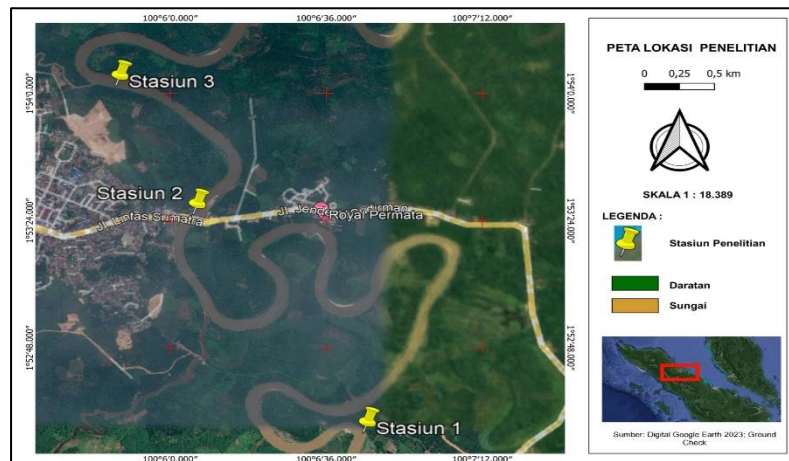 100°6'0,000"
100°6'36.000"
100°7'12,000"
1°54'0.000"
1°53'24.000"
1°52'48.000"
Stasiun 3
Stasiun 2
Jl. Lintas Sumatra
Royal Permata
Stasiun 1
1°54'0.000"
1°53'24.000"
1°52'48.000"
100°6'0,000"
100°6'36.000"
100°7'12,000"
PETA LOKASI PENELITIAN
0 0,25 0,5 km
SKALA 1 : 18.389
LEGENDA :
Stasiun Penelitian
Daratan
Sungai
Sumber: Digital Google Earth 2023; Ground
Check